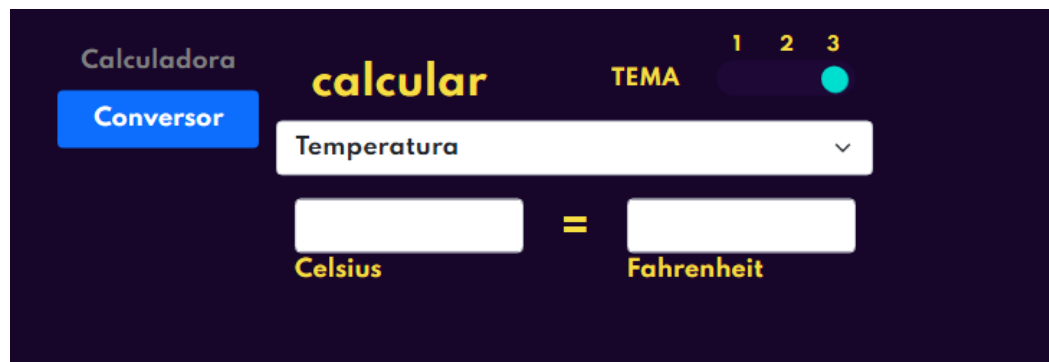 Calculadora
Conversor
calcular
TEMA
1 2 3
Temperatura
=
Celsius
Fahrenheit